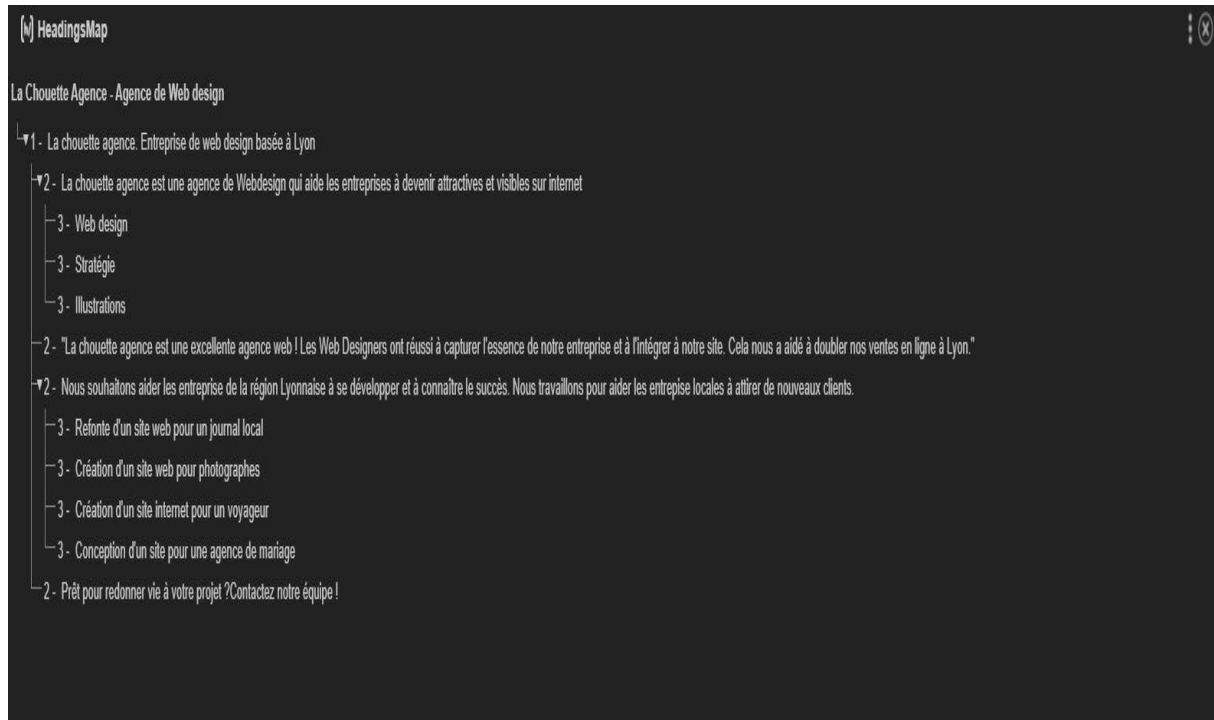 HeadingsMap
La Chouette Agence - Agence de Web design
1 - La chouette agence. Entreprise de web design basée à Lyon
2 - La chouette agence est une agence de Webdesign qui aide les entreprises à devenir attractives et visibles sur internet
3 - Web design
3 - Stratégie
3 - Illustrations
2 - "La chouette agence est une excellente agence web ! Les Web Designers ont réussi à capturer l'essence de notre entreprise et à l'intégrer à notre site. Cela nous a aidé à doubler nos ventes en ligne à Lyon."
2 - Nous souhaitons aider les entreprise de la région Lyonnaise à se développer et à connaître le succès. Nous travaillons pour aider les entrepise locales à attirer de nouveaux clients.
3 - Refonte d'un site web pour un journal local
3 - Création d'un site web pour photographes
3 - Création d'un site internet pour un voyageur
3 - Conception d'un site pour une agence de mariage
2 - Prêt pour redonner vie à votre projet ?Contactez notre équipe !